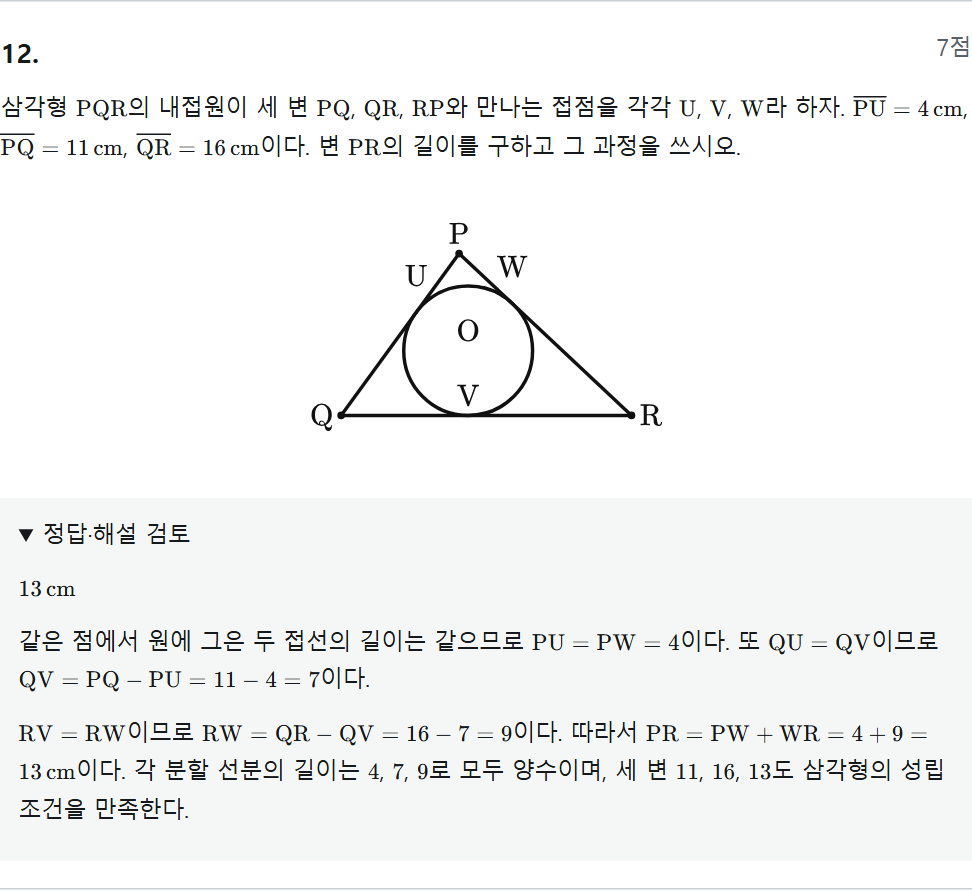 12.
7점
삼각형 PQR의 내접원이 세 변 PQ, QR, RP와 만나는 접점을 각각 U, V, W라 하자. PU = 4 cm,
PQ = 11 cm, QR = 16 cm이다. 변 PR의 길이를 구하고 그 과정을 쓰시오.
P
U
W
O
V
Q
R
▼ 정답·해설 검토
13 cm
같은 점에서 원에 그은 두 접선의 길이는 같으므로 PU = PW = 4이다. 또 QU = QV이므로
QV = PQ − PU = 11 − 4 = 7이다.
RV = RW이므로 RW = QR − QV = 16 − 7 = 9이다. 따라서 PR = PW + WR = 4 + 9 =
13 cm이다. 각 분할 선분의 길이는 4, 7, 9로 모두 양수이며, 세 변 11, 16, 13도 삼각형의 성립
조건을 만족한다.